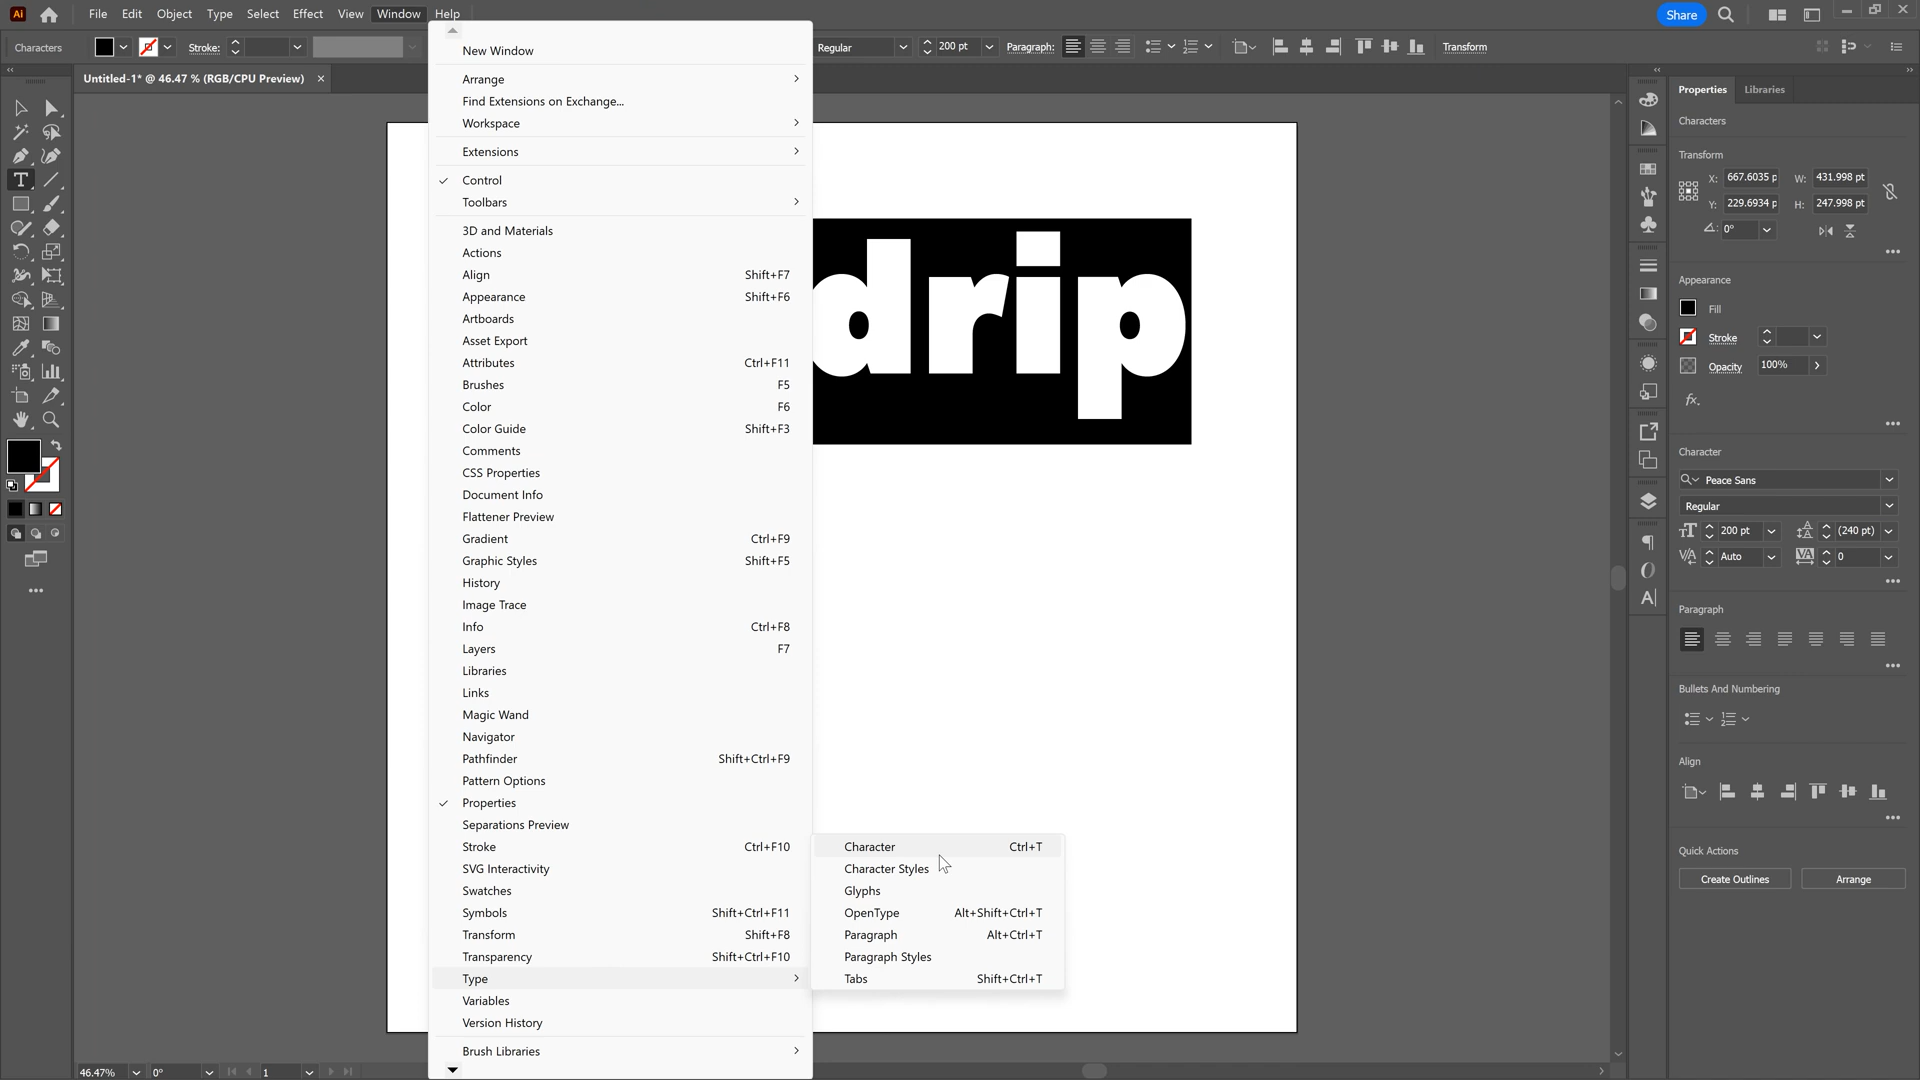 Ai File Edit Object Type Select Effect View Window Help Share
Characters Stroke: Regular 200 pt Paragraph: Transform
Untitled-1* @ 46.47 % (RGB/CPU Preview) ×
New Window
Arrange
Find Extensions on Exchange...
Workspace
Extensions
Control
Toolbars
3D and Materials
Actions
Align Shift+F7
Appearance Shift+F6
Artboards
Asset Export
Attributes Ctrl+F11
Brushes F5
Color F6
Color Guide Shift+F3
Comments
CSS Properties
Document Info
Flattener Preview
Gradient Ctrl+F9
Graphic Styles Shift+F5
History
Image Trace
Info Ctrl+F8
Layers F7
Libraries
Links
Magic Wand
Navigator
Pathfinder Shift+Ctrl+F9
Pattern Options
Properties
Separations Preview
Stroke Ctrl+F10
SVG Interactivity
Swatches
Symbols Shift+Ctrl+F11
Transform Shift+F8
Transparency Shift+Ctrl+F10
Type
Variables
Version History
Brush Libraries
Character Ctrl+T
Character Styles
Glyphs
OpenType Alt+Shift+Ctrl+T
Paragraph Alt+Ctrl+T
Paragraph Styles
Tabs Shift+Ctrl+T
drip
Properties Libraries
Characters
Transform
X: 667.6035 p W: 431.998 pt
Y: 229.6934 p H: 247.998 pt
0°
Appearance
Fill
Stroke
Opacity 100%
fx.
Character
Peace Sans
Regular
200 pt (240 pt)
Auto 0
Paragraph
Bullets And Numbering
Align
Quick Actions
Create Outlines Arrange
46.47% 0° 1